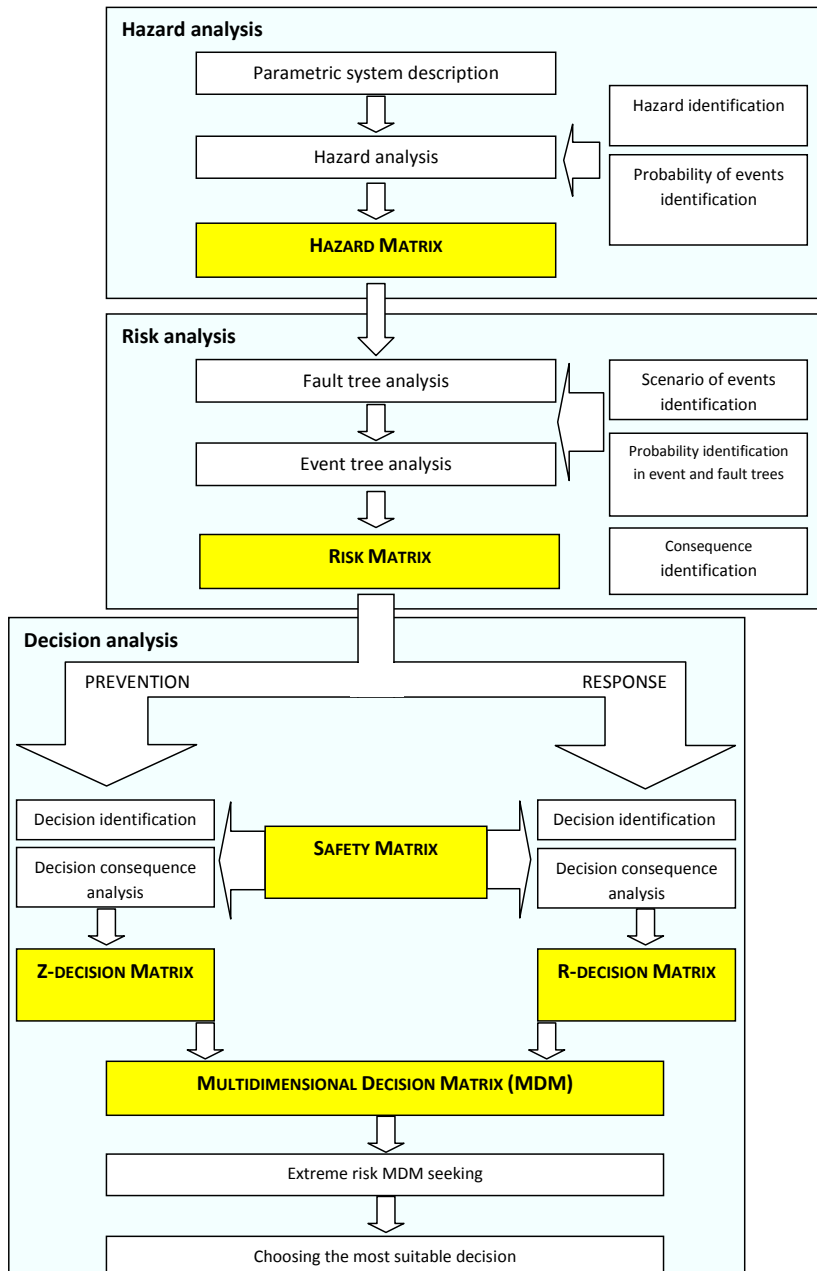 Hazard analysis
Parametric system description
Hazard identification
Hazard analysis
Probability of events
identification
HAZARD MATRIX
Risk analysis
Fault tree analysis
Scenario of events
identification
Event tree analysis
Probability identification
in event and fault trees
RISK MATRIX
Consequence
identification
Decision analysis
PREVENTION
RESPONSE
Decision identification
Decision consequence
analysis
SAFETY MATRIX
Decision identification
Decision consequence
analysis
Z-DECISION MATRIX
R-DECISION MATRIX
MULTIDIMENSIONAL DECISION MATRIX (MDM)
Extreme risk MDM seeking
Choosing the most suitable decision